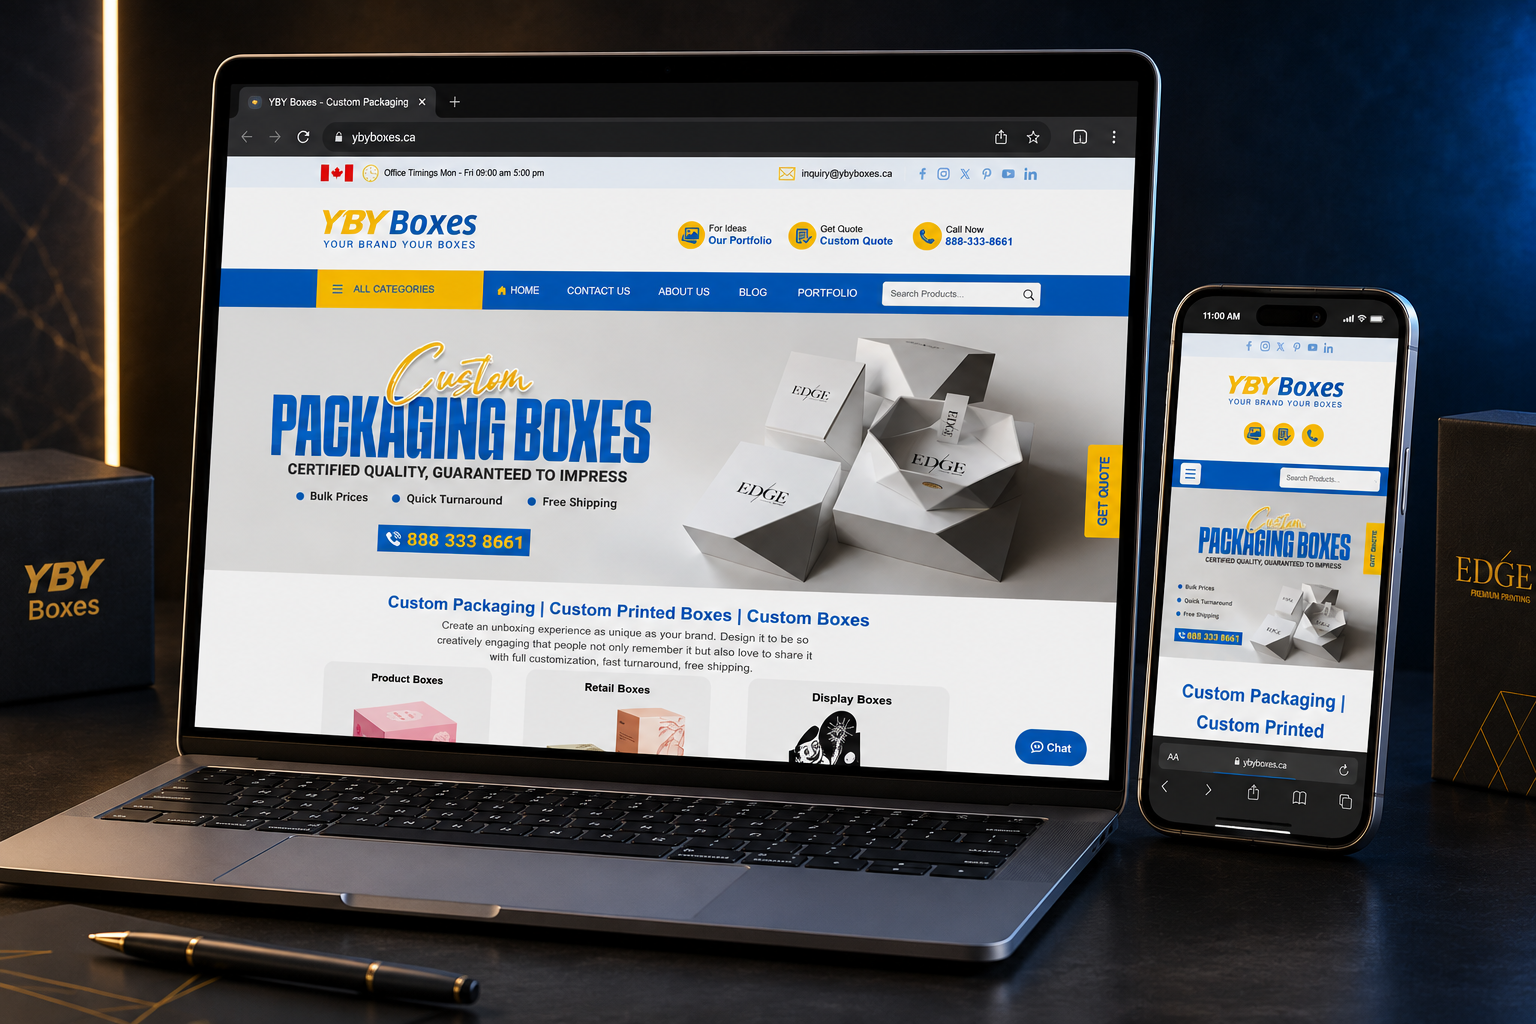 YBY Boxes - Custom Packaging
ybyboxes.ca
Office Timings Mon - Fri 09:00 am 5:00 pm
inquiry@ybyboxes.ca
YBY Boxes
YOUR BRAND YOUR BOXES
For Ideas
Our Portfolio
Get Quote
Custom Quote
Call Now
888-333-8661
ALL CATEGORIES
HOME
CONTACT US
ABOUT US
BLOG
PORTFOLIO
Search Products...
Custom
PACKAGING BOXES
CERTIFIED QUALITY, GUARANTEED TO IMPRESS
Bulk Prices
Quick Turnaround
Free Shipping
888 333 8661
EDGE
EDGE
EDGE
EDGE
GET QUOTE
Custom Packaging | Custom Printed Boxes | Custom Boxes
Create an unboxing experience as unique as your brand. Design it to be so
creatively engaging that people not only remember it but also love to share it
with full customization, fast turnaround, free shipping.
Product Boxes
Retail Boxes
Display Boxes
Chat
11:00 AM
YBY Boxes
YOUR BRAND YOUR BOXES
Search Products...
Custom
PACKAGING BOXES
CERTIFIED QUALITY, GUARANTEED TO IMPRESS
Bulk Prices
Quick Turnaround
Free Shipping
888 333 8661
GET QUOTE
Custom Packaging |
Custom Printed
AA
ybyboxes.ca
YBY
Boxes
EDGE
PREMIUM PRINTING